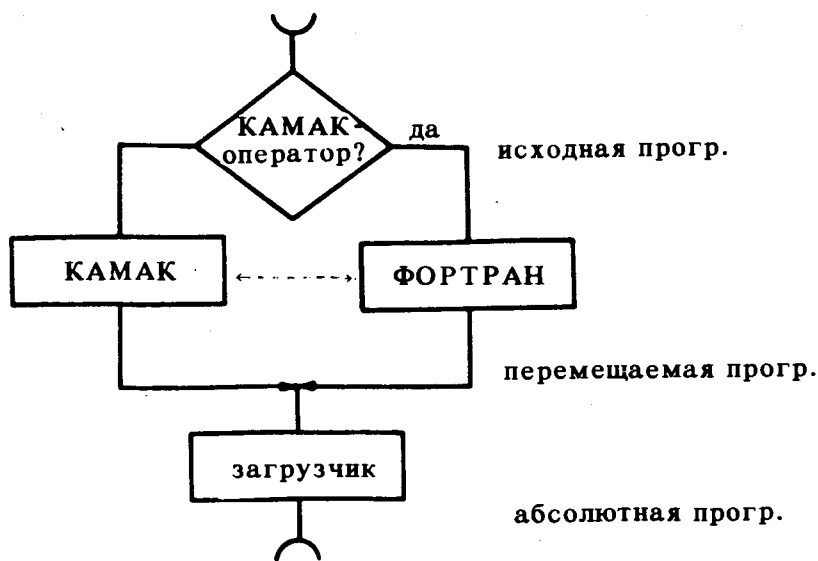 КАМАК-
оператор?
да
исходная прогр.
КАМАК
ФОРТРАН
перемещаемая прогр.
загрузчик
абсолютная прогр.